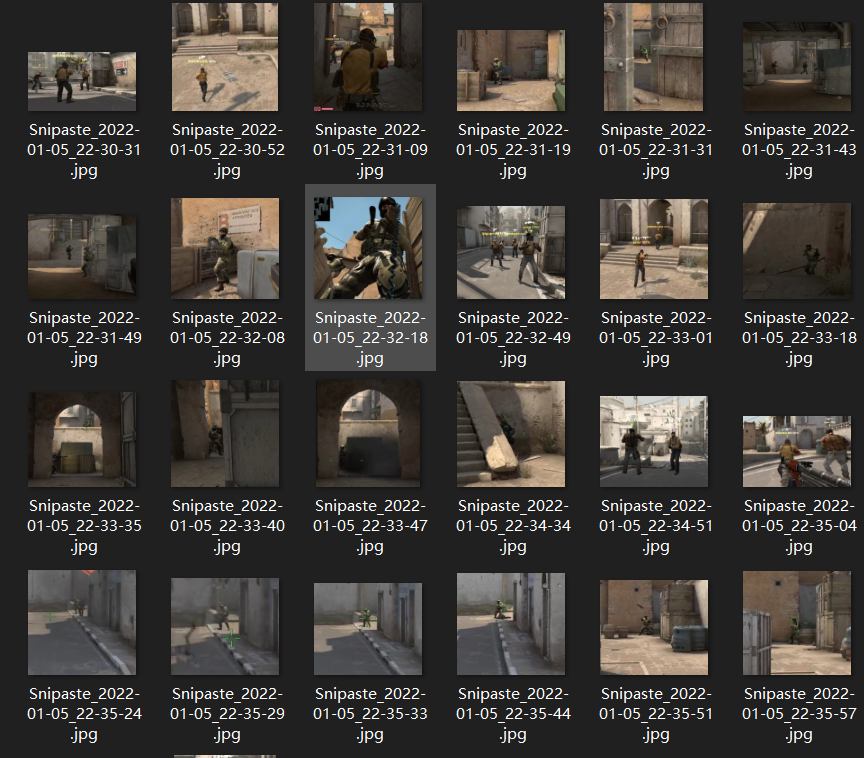 Snipaste_2022-
01-05_22-30-31
.jpg
Snipaste_2022-
01-05_22-30-52
.jpg
Snipaste_2022-
01-05_22-31-09
.jpg
Snipaste_2022-
01-05_22-31-19
.jpg
Snipaste_2022-
01-05_22-31-31
.jpg
Snipaste_2022-
01-05_22-31-43
.jpg
Snipaste_2022-
01-05_22-31-49
.jpg
Snipaste_2022-
01-05_22-32-08
.jpg
Snipaste_2022-
01-05_22-32-18
.jpg
Snipaste_2022-
01-05_22-32-49
.jpg
Snipaste_2022-
01-05_22-33-01
.jpg
Snipaste_2022-
01-05_22-33-18
.jpg
Snipaste_2022-
01-05_22-33-35
.jpg
Snipaste_2022-
01-05_22-33-40
.jpg
Snipaste_2022-
01-05_22-33-47
.jpg
Snipaste_2022-
01-05_22-34-34
.jpg
Snipaste_2022-
01-05_22-34-51
.jpg
Snipaste_2022-
01-05_22-35-04
.jpg
Snipaste_2022-
01-05_22-35-24
.jpg
Snipaste_2022-
01-05_22-35-29
.jpg
Snipaste_2022-
01-05_22-35-33
.jpg
Snipaste_2022-
01-05_22-35-44
.jpg
Snipaste_2022-
01-05_22-35-51
.jpg
Snipaste_2022-
01-05_22-35-57
.jpg